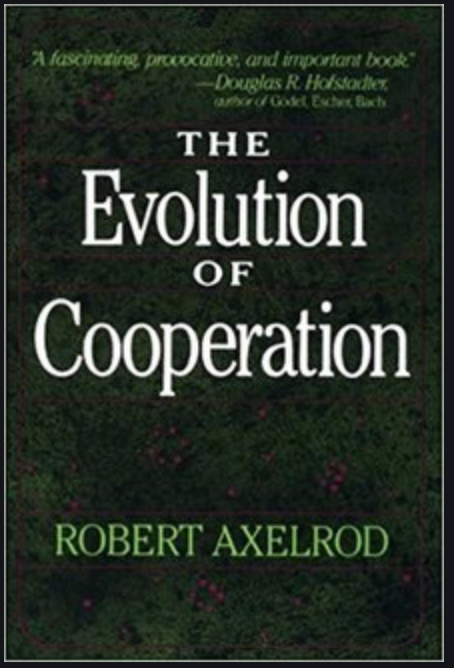 "A fascinating, provocative, and important book."
—Douglas R. Hofstadter,
author of Gödel, Escher, Bach
THE
Evolution
OF
Cooperation
ROBERT AXELROD